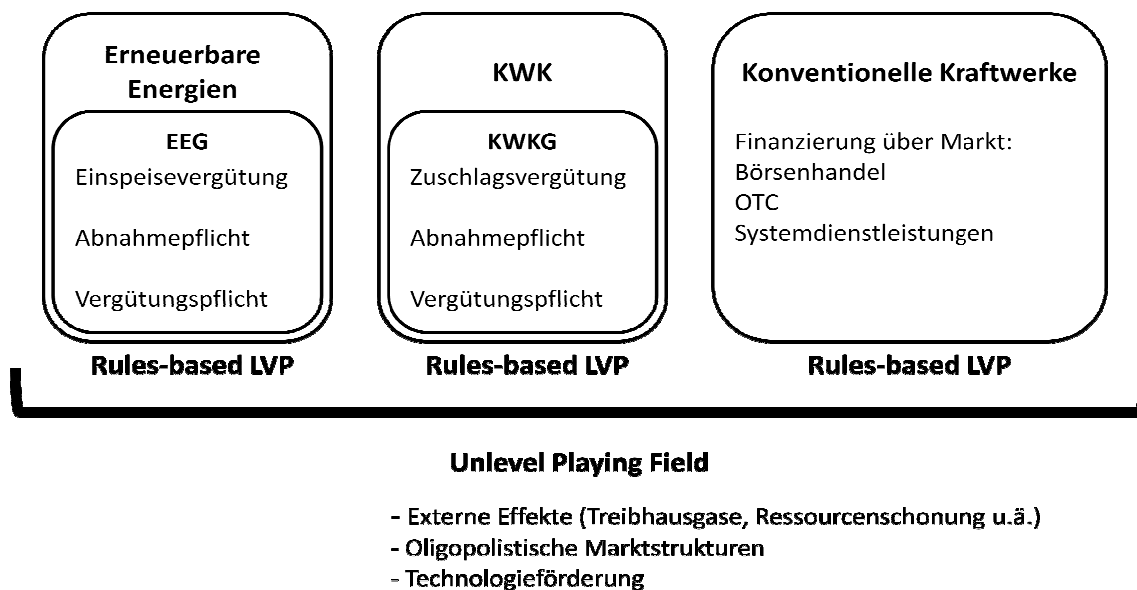 Erneuerbare
Energien
EEG
Einspeisevergütung
Abnahmepflicht
Vergütungspflicht
Rules-based LVP
KWK
KWKG
Zuschlagsvergütung
Abnahmepflicht
Vergütungspflicht
Rules-based LVP
Konventionelle Kraftwerke
Finanzierung über Markt:
Börsenhandel
OTC
Systemdienstleistungen
Rules-based LVP
Unlevel Playing Field
- Externe Effekte (Treibhausgase, Ressourcenschonung u.ä.)
- Oligopolistische Marktstrukturen
- Technologieförderung